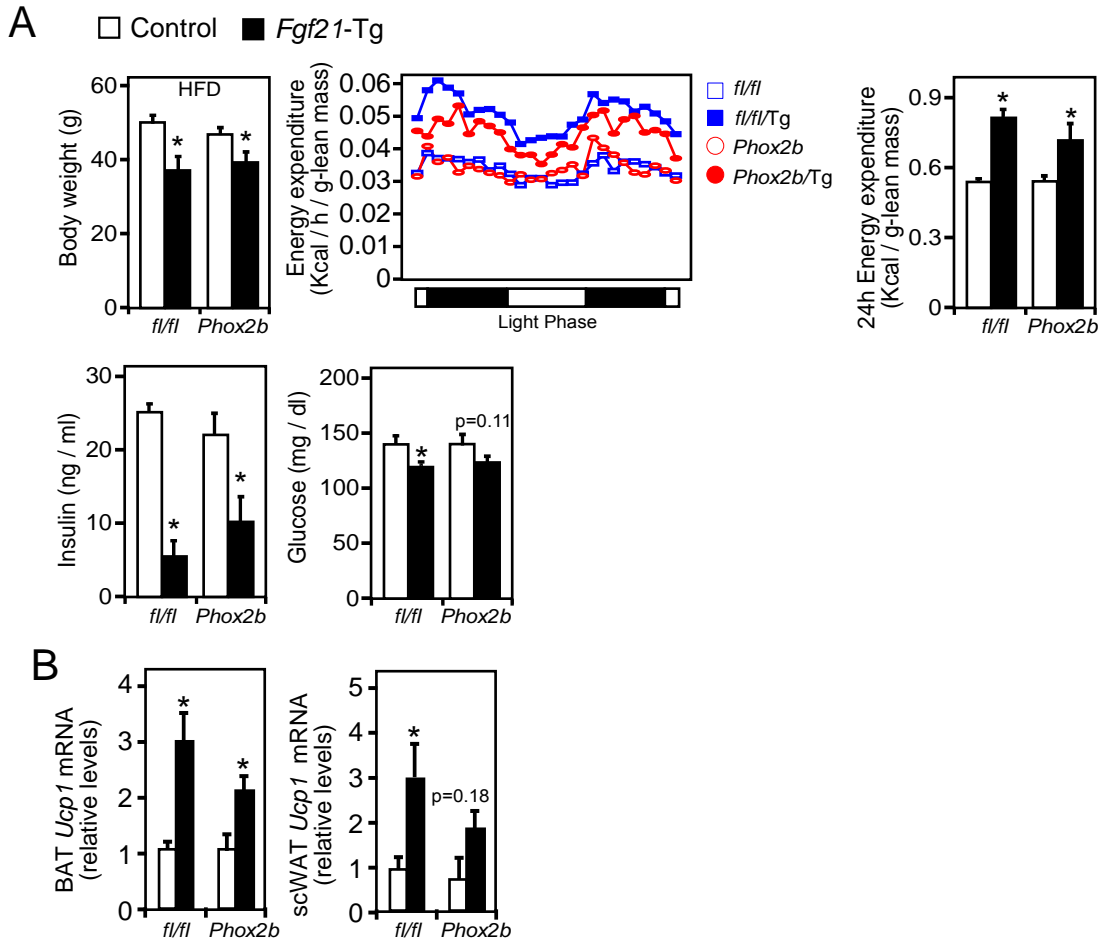 A
Control Fgf21-Tg
Body weight (g)
60
40
20
0
HFD
fl/fl Phox2b
Energy expenditure
(Kcal / h / g-lean mass)
0.06
0.05
0.04
0.03
0.02
0.01
0
Light Phase
fl/fl
fl/fl/Tg
Phox2b
Phox2b/Tg
24h Energy expenditure
(Kcal / g-lean mass)
0.9
0.6
0.3
0
* *
fl/fl Phox2b
Insulin (ng / ml)
30
20
10
0
*
*
fl/fl Phox2b
Glucose (mg / dl)
200
150
100
50
0
p=0.11
*
fl/fl Phox2b
B
BAT Ucp1 mRNA
(relative levels)
4
3
2
1
0
*
*
fl/fl Phox2b
scWAT Ucp1 mRNA
(relative levels)
5
4
3
2
1
0
*
p=0.18
fl/fl Phox2b